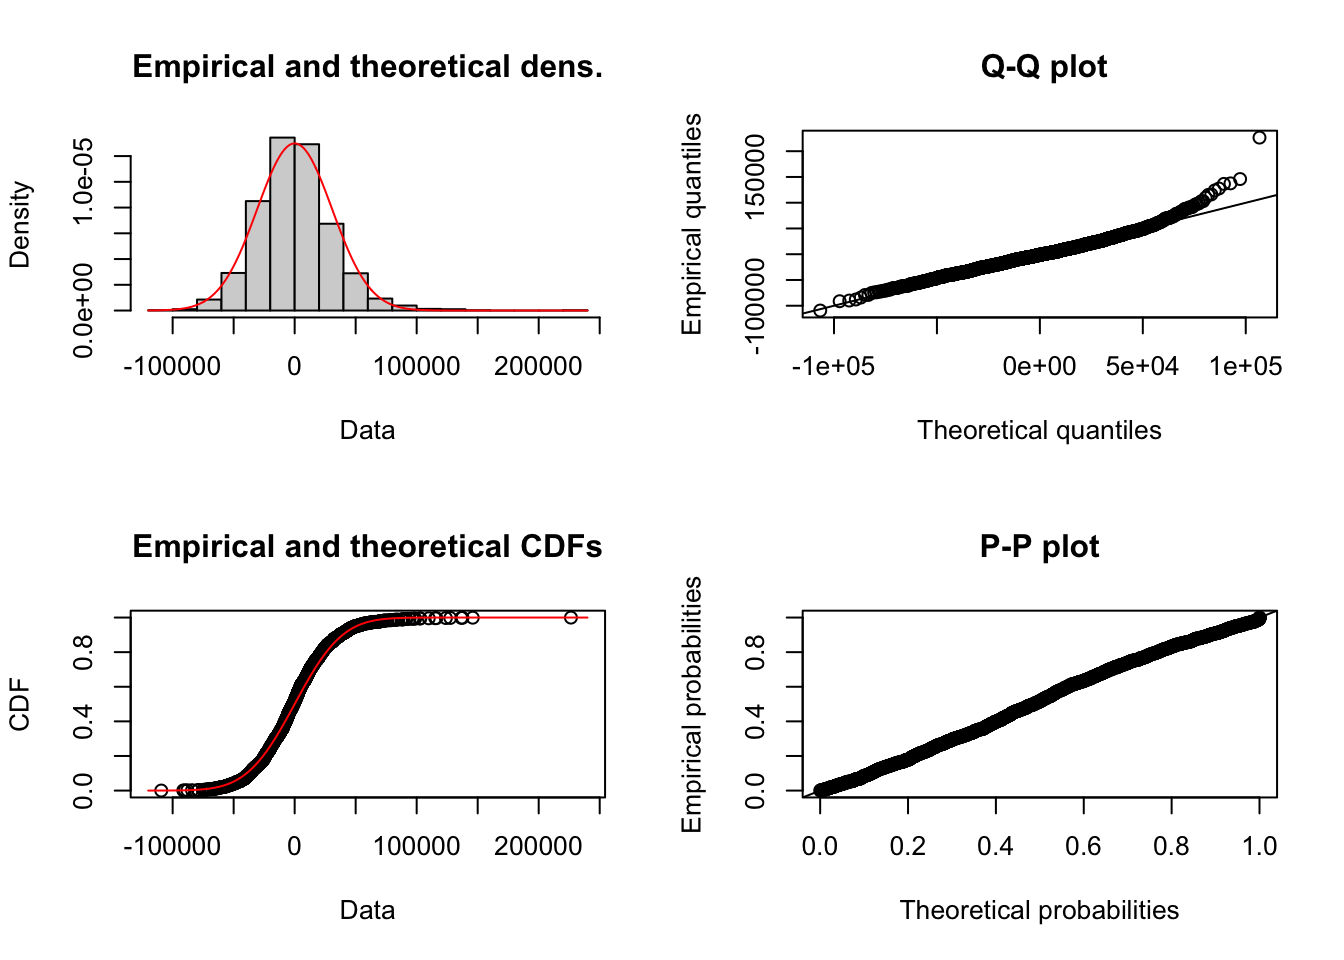 Empirical and theoretical dens.
Density
0.0e+00 1.0e-05
-100000 0 100000 200000
Data
Q-Q plot
Empirical quantiles
-100000 150000
-1e+05 0e+00 5e+04 1e+05
Theoretical quantiles
Empirical and theoretical CDFs
CDF
0.0 0.4 0.8
-100000 0 100000 200000
Data
P-P plot
Empirical probabilities
0.0 0.4 0.8
0.0 0.2 0.4 0.6 0.8 1.0
Theoretical probabilities